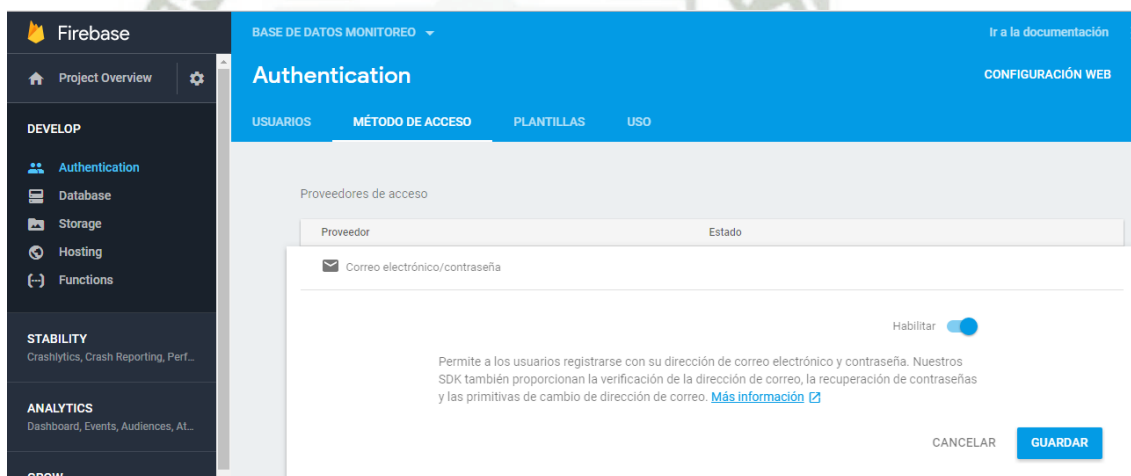 Firebase
Project Overview
DEVELOP
Authentication
Database
Storage
Hosting
Functions
STABILITY
Crashlytics, Crash Reporting, Perf...
ANALYTICS
Dashboard, Events, Audiences, At...
BASE DE DATOS MONITOREO
Ir a la documentación
Authentication
CONFIGURACIÓN WEB
USUARIOS MÉTODO DE ACCESO PLANTILLAS USO
Proveedores de acceso
Proveedor Estado
Correo electrónico/contraseña
Habilitar
Permite a los usuarios registrarse con su dirección de correo electrónico y contraseña. Nuestros
SDK también proporcionan la verificación de la dirección de correo, la recuperación de contraseñas
y las primitivas de cambio de dirección de correo. Más información
CANCELAR GUARDAR